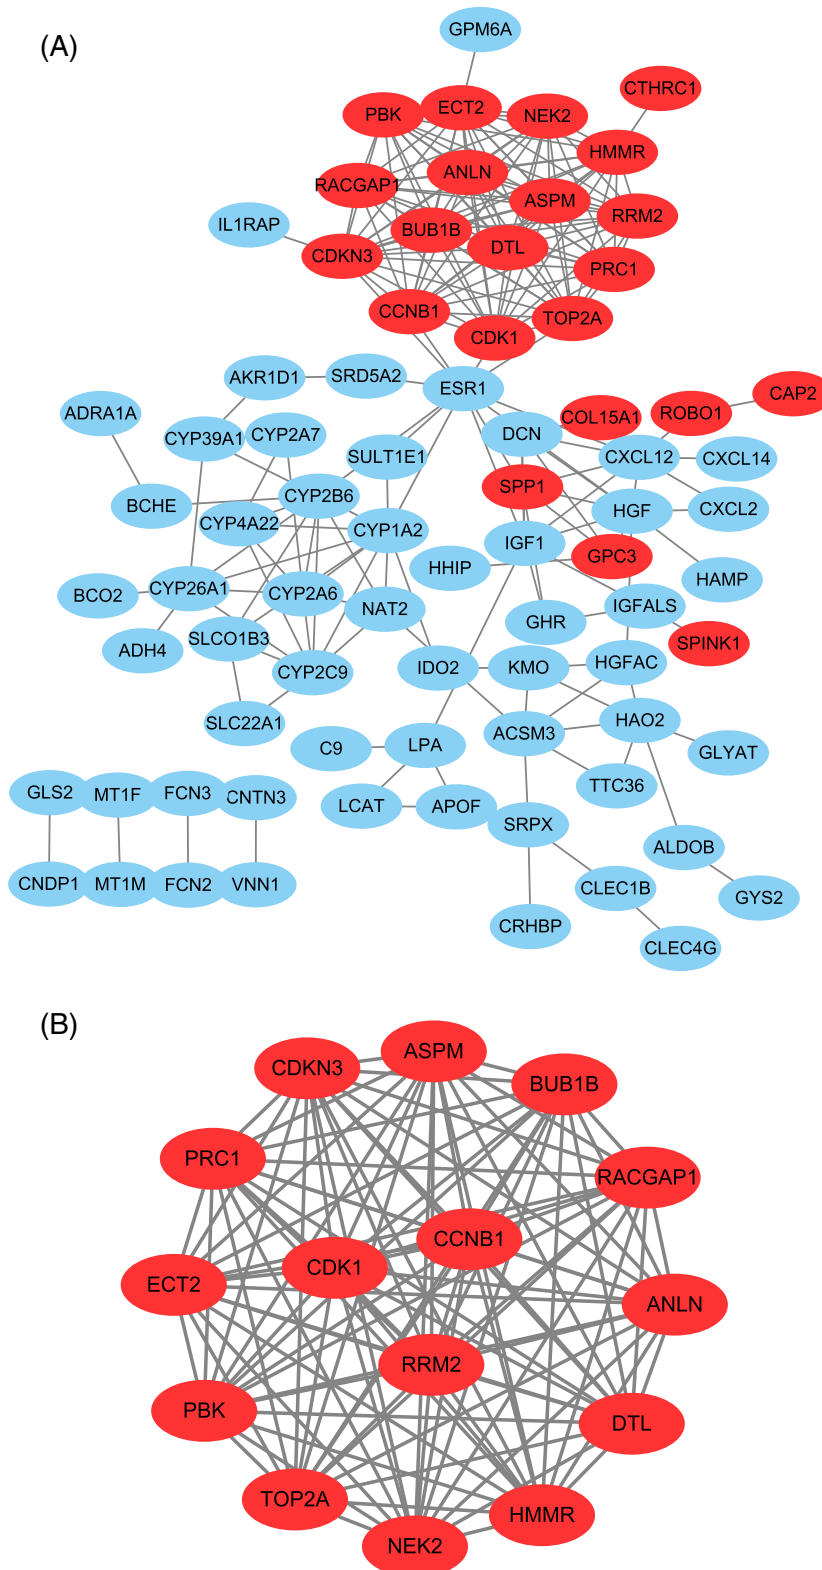 (A)
GPM6A
CTHRC1
PBK
ECT2
NEK2
HMMR
ANLN
RACGAP1
ASPM
IL1RAP
BUB1B
RRM2
CDKN3
DTL
PRC1
CCNB1
TOP2A
CDK1
AKR1D1
SRD5A2
ESR1
ADRA1A
COL15A1
ROBO1
CAP2
CYP39A1
CYP2A7
DCN
SULT1E1
CXCL12
CXCL14
BCHE
CYP2B6
SPP1
CYP4A22
CYP1A2
HGF
CXCL2
IGF1
HHIP
GPC3
HAMP
BCO2
CYP26A1
CYP2A6
NAT2
IGFALS
GHR
ADH4
SLCO1B3
SPINK1
CYP2C9
IDO2
KMO
HGFAC
SLC22A1
C9
LPA
ACSM3
HAO2
GLYAT
TTC36
GLS2
MT1F
FCN3
CNTN3
LCAT
APOF
SRPX
ALDOB
CNDP1
MT1M
FCN2
VNN1
CLEC1B
GYS2
CRHBP
CLEC4G
(B)
ASPM
CDKN3
BUB1B
PRC1
RACGAP1
CCNB1
CDK1
ECT2
ANLN
RRM2
PBK
DTL
TOP2A
HMMR
NEK2